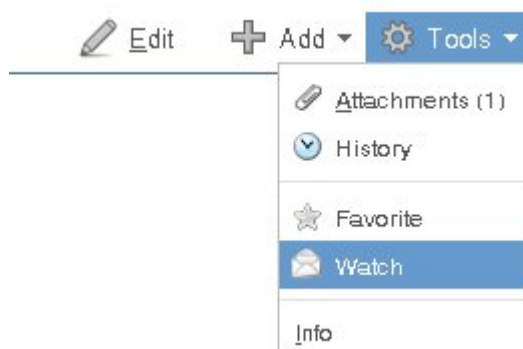 Edit Add Tools
Attachments (1)
History
Favorite
Watch
Info